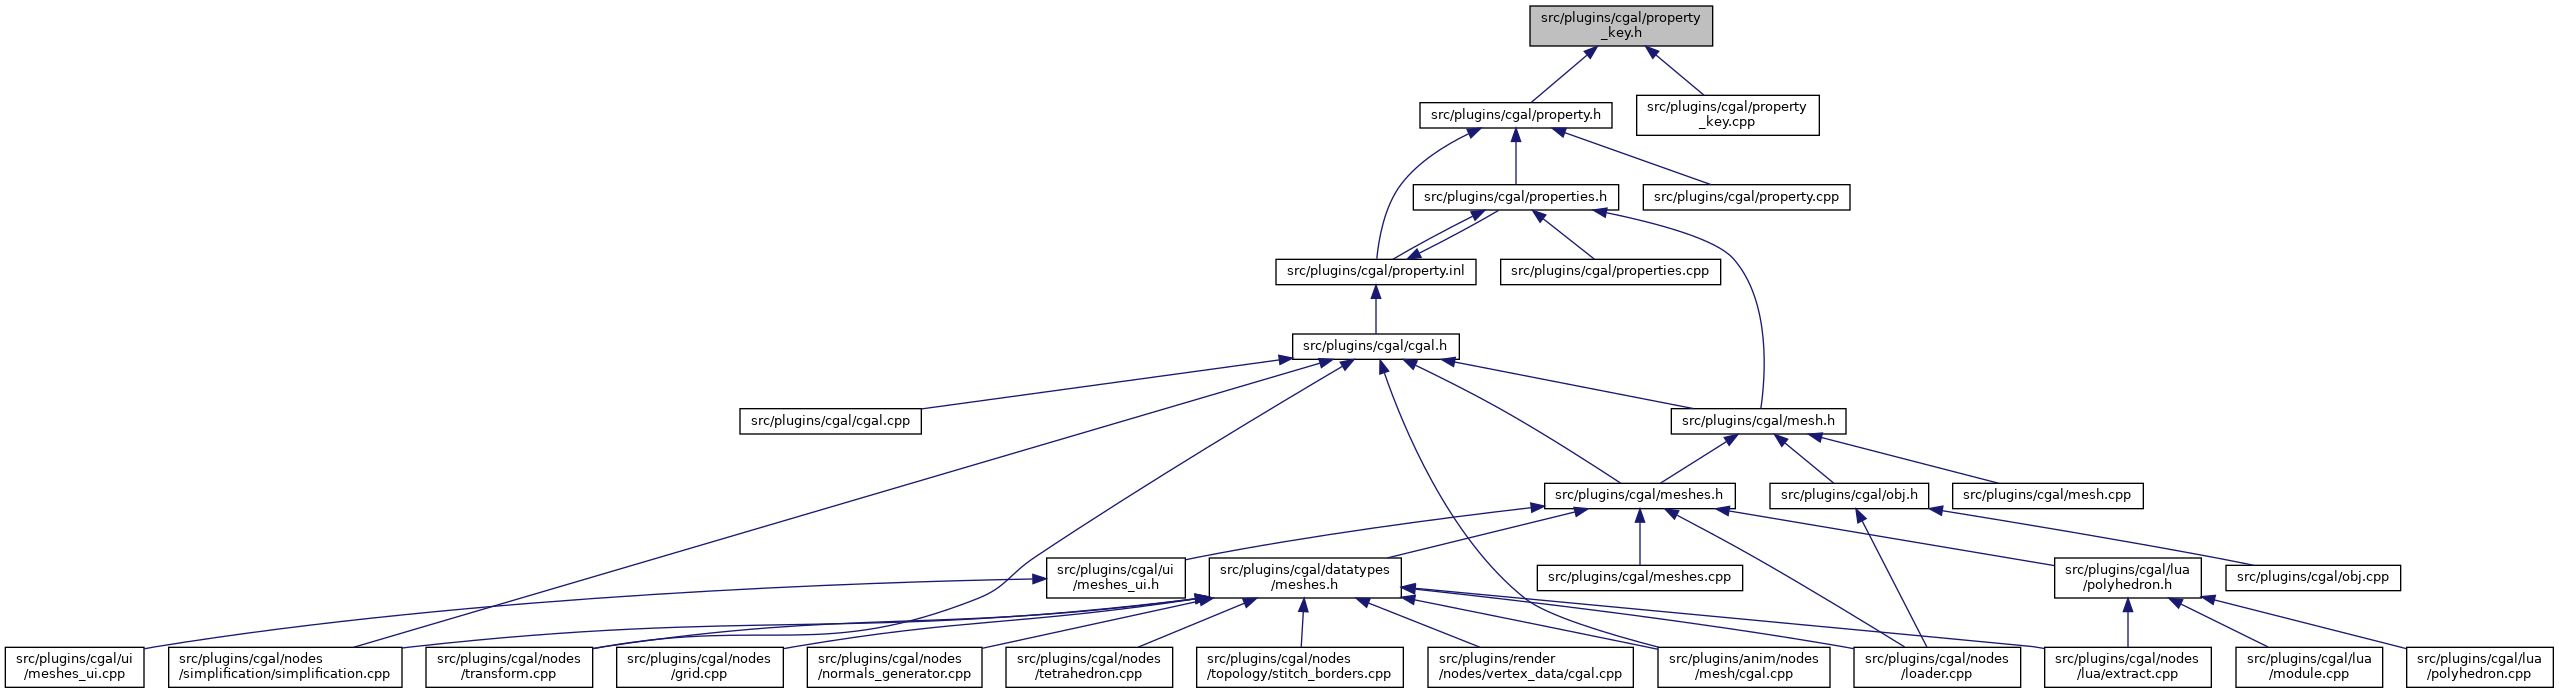 src/plugins/cgal/property
_key.h
src/plugins/cgal/property.h
src/plugins/cgal/property
_key.cpp
src/plugins/cgal/properties.h
src/plugins/cgal/property.cpp
src/plugins/cgal/property.inl
src/plugins/cgal/properties.cpp
src/plugins/cgal/cgal.h
src/plugins/cgal/cgal.cpp
src/plugins/cgal/mesh.h
src/plugins/cgal/meshes.h
src/plugins/cgal/obj.h
src/plugins/cgal/mesh.cpp
src/plugins/cgal/ui
/meshes_ui.h
src/plugins/cgal/datatypes
/meshes.h
src/plugins/cgal/meshes.cpp
src/plugins/cgal/lua
/polyhedron.h
src/plugins/cgal/obj.cpp
src/plugins/cgal/ui
/meshes_ui.cpp
src/plugins/cgal/nodes
/simplification/simplification.cpp
src/plugins/cgal/nodes
/transform.cpp
src/plugins/cgal/nodes
/grid.cpp
src/plugins/cgal/nodes
/normals_generator.cpp
src/plugins/cgal/nodes
/tetrahedron.cpp
src/plugins/cgal/nodes
/topology/stitch_borders.cpp
src/plugins/render
/nodes/vertex_data/cgal.cpp
src/plugins/anim/nodes
/mesh/cgal.cpp
src/plugins/cgal/nodes
/loader.cpp
src/plugins/cgal/nodes
/lua/extract.cpp
src/plugins/cgal/lua
/module.cpp
src/plugins/cgal/lua
/polyhedron.cpp